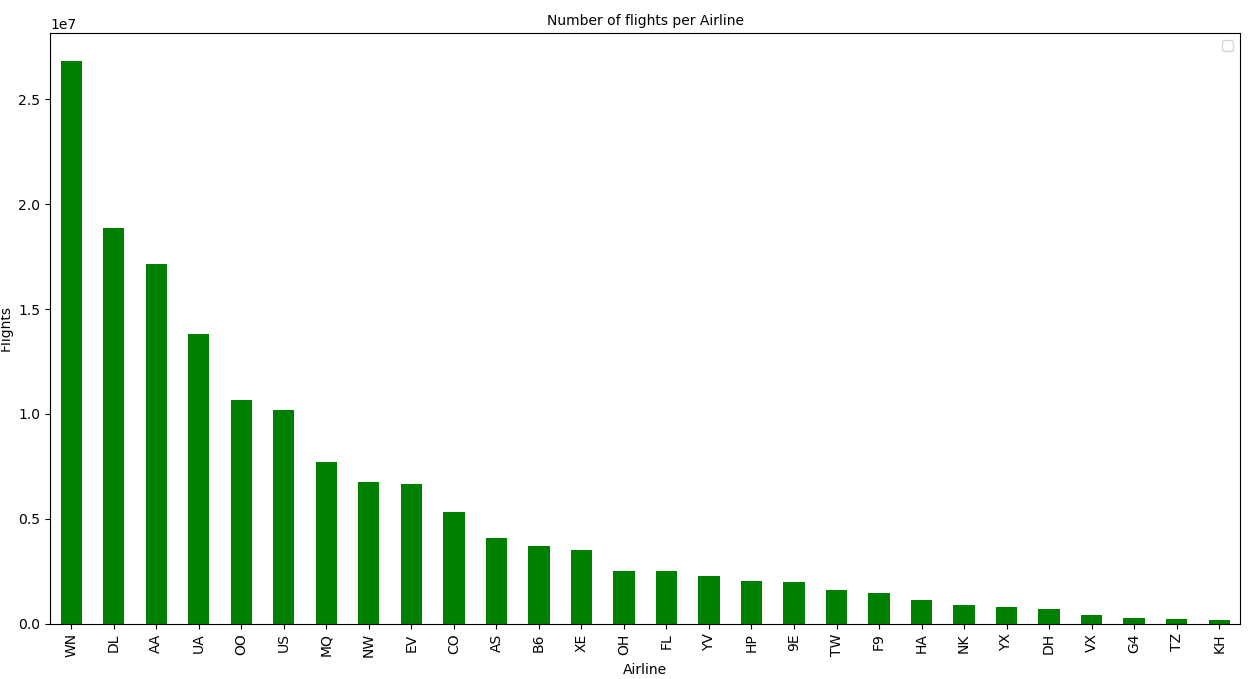 Number of flights per Airline
1e7
2.5
2.0
1.5
1.0
0.5
0.0
Flights
WN DL AA UA OO US MQ NW EV CO AS B6 XE OH FL YV HP 9E TW F9 HA NK YX DH VX G4 TZ KH
Airline